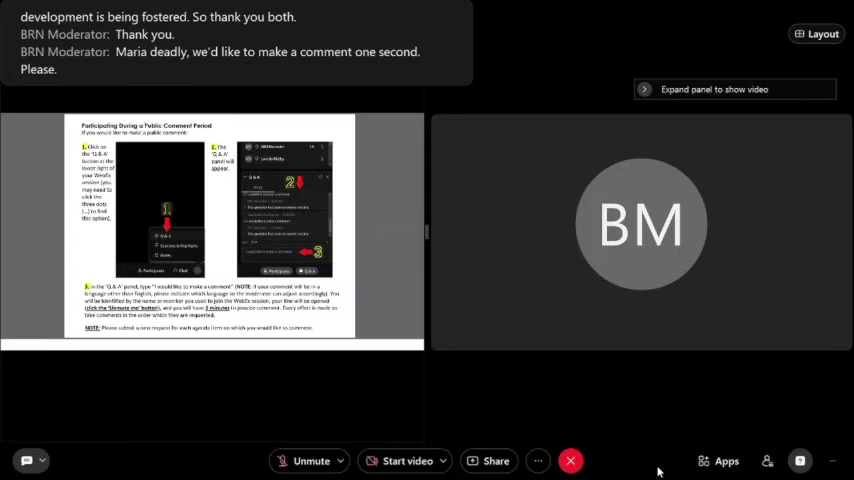 development is being fostered. So thank you both.
BRN Moderator: Thank you.
BRN Moderator: Maria deadly, we'd like to make a comment one second.
Please.
Layout
Expand panel to show video
Participating During a Public Comment Period
If you would like to make a public comment:
1. Click on
the 'Q & A'
button at the
lower right of
your WebEx
session (you
may need to
click the
three dots
(...) to find
this option).
1
Q & A
Participants
Chat
2. The
'Q & A'
panel will
appear.
Q & A
2
3
Participants
Q & A
3. In the 'Q & A' panel, type "I would like to make a comment" (NOTE: if your comment will be in a
language other than English, please indicate which language so the moderator can adjust accordingly). You
will be identified by the name or moniker you used to join the WebEx session, your line will be opened
(click the 'Unmute me' button), and you will have 2 minutes to provide comment. Every effort is made to
take comments in the order which they are requested.
NOTE: Please submit a new request for each agenda item on which you would like to comment.
BM
Unmute
Start video
Share
Apps